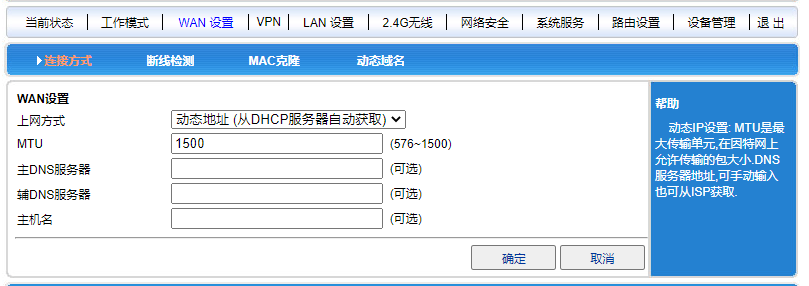 当前状态 工作模式 WAN 设置 VPN LAN 设置 2.4G无线 网络安全 系统服务 路由设置 设备管理 退 出
连接方式 断线检测 MAC克隆 动态域名
WAN设置
上网方式 动态地址 (从DHCP服务器自动获取)
MTU 1500 (576~1500)
主DNS服务器 (可选)
辅DNS服务器 (可选)
主机名 (可选)
确定 取消
帮助
动态IP设置: MTU是最
大传输单元,在因特网上
允许传输的包大小.DNS
服务器地址,可手动输入
也可从ISP获取.